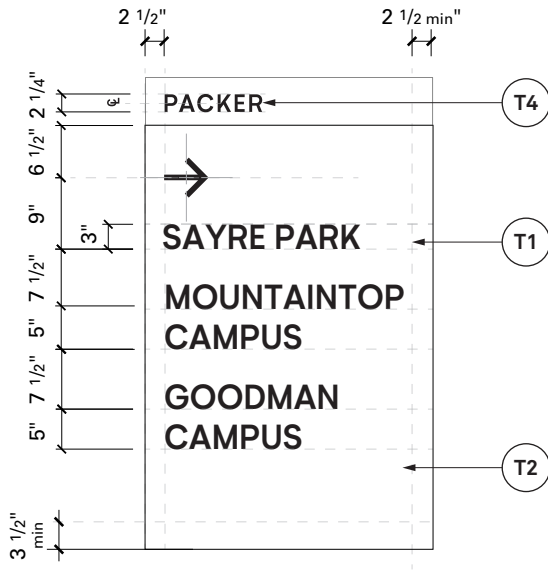 2 1/2"
2 1/2 min"
2 1/4"
℄
PACKER
T4
6 1/2"
9"
3"
SAYRE PARK
T1
7 1/2"
MOUNTAINTOP
5"
CAMPUS
7 1/2"
GOODMAN
5"
CAMPUS
T2
3 1/2"
min